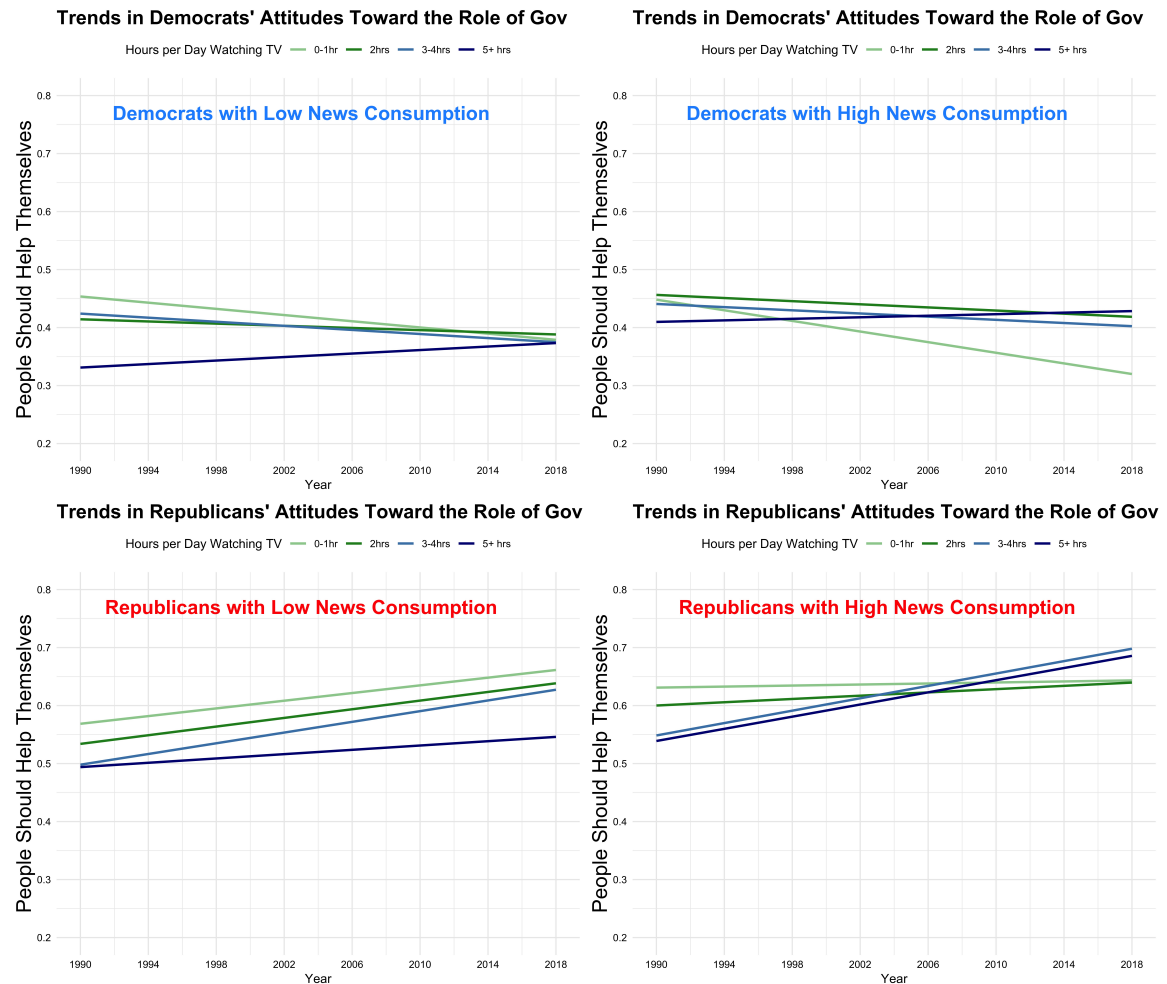 Trends in Democrats' Attitudes Toward the Role of Gov
Hours per Day Watching TV 0-1hr 2hrs 3-4hrs 5+ hrs
Democrats with Low News Consumption
People Should Help Themselves
0.8
0.7
0.6
0.5
0.4
0.3
0.2
1990 1994 1998 2002 2006 2010 2014 2018
Year
Trends in Democrats' Attitudes Toward the Role of Gov
Hours per Day Watching TV 0-1hr 2hrs 3-4hrs 5+ hrs
Democrats with High News Consumption
People Should Help Themselves
0.8
0.7
0.6
0.5
0.4
0.3
0.2
1990 1994 1998 2002 2006 2010 2014 2018
Year
Trends in Republicans' Attitudes Toward the Role of Gov
Hours per Day Watching TV 0-1hr 2hrs 3-4hrs 5+ hrs
Republicans with Low News Consumption
People Should Help Themselves
0.8
0.7
0.6
0.5
0.4
0.3
0.2
1990 1994 1998 2002 2006 2010 2014 2018
Year
Trends in Republicans' Attitudes Toward the Role of Gov
Hours per Day Watching TV 0-1hr 2hrs 3-4hrs 5+ hrs
Republicans with High News Consumption
People Should Help Themselves
0.8
0.7
0.6
0.5
0.4
0.3
0.2
1990 1994 1998 2002 2006 2010 2014 2018
Year